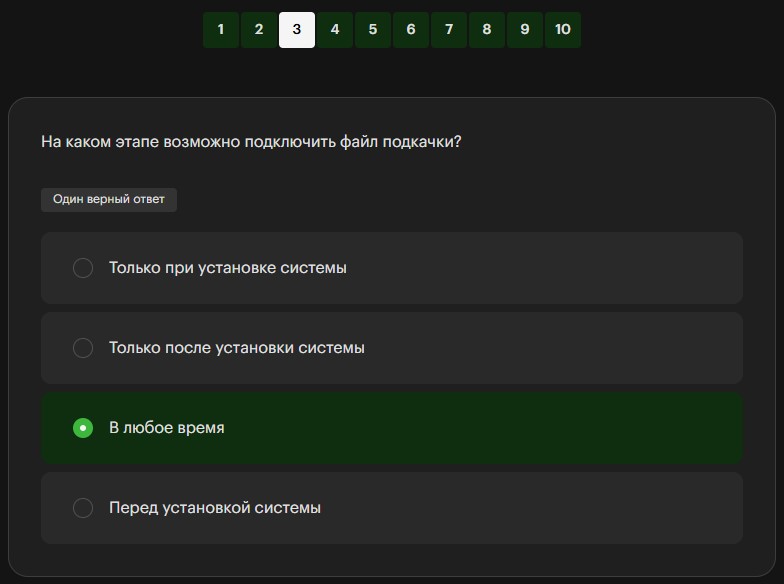 1 2 3 4 5 6 7 8 9 10
На каком этапе возможно подключить файл подкачки?
Один верный ответ
Только при установке системы
Только после установки системы
В любое время
Перед установкой системы